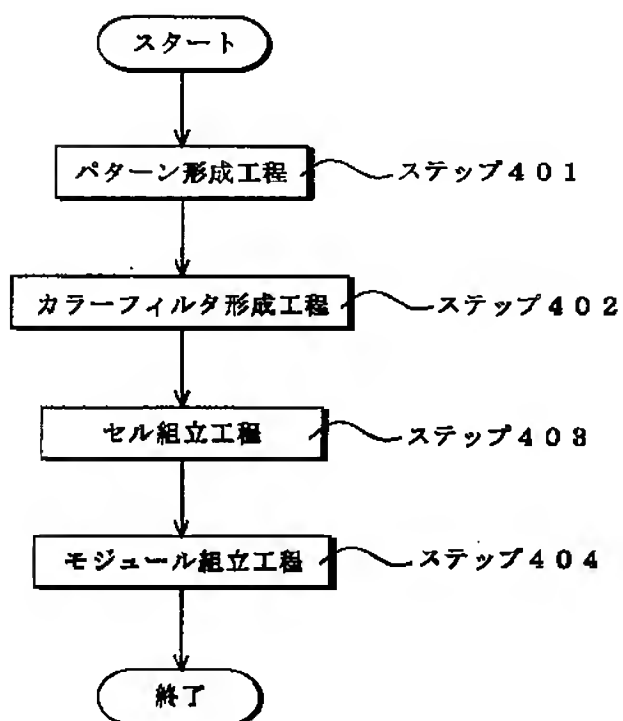 スタート
パターン形成工程 ステップ401
カラーフィルタ形成工程 ステップ402
セル組立工程 ステップ403
モジュール組立工程 ステップ404
終了